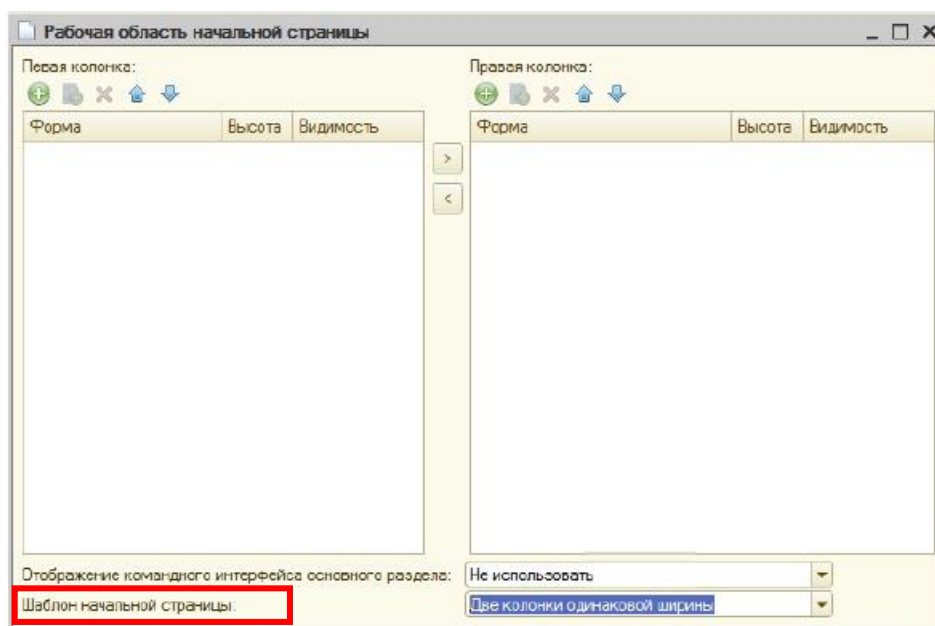 Рабочая область начальной страницы
Левая колонка: Правая колонка:
Форма Высота Видимость Форма Высота Видимость
>
<
Отображение командного интерфейса основного раздела: Не использовать
Шаблон начальной страницы: Две колонки одинаковой ширины